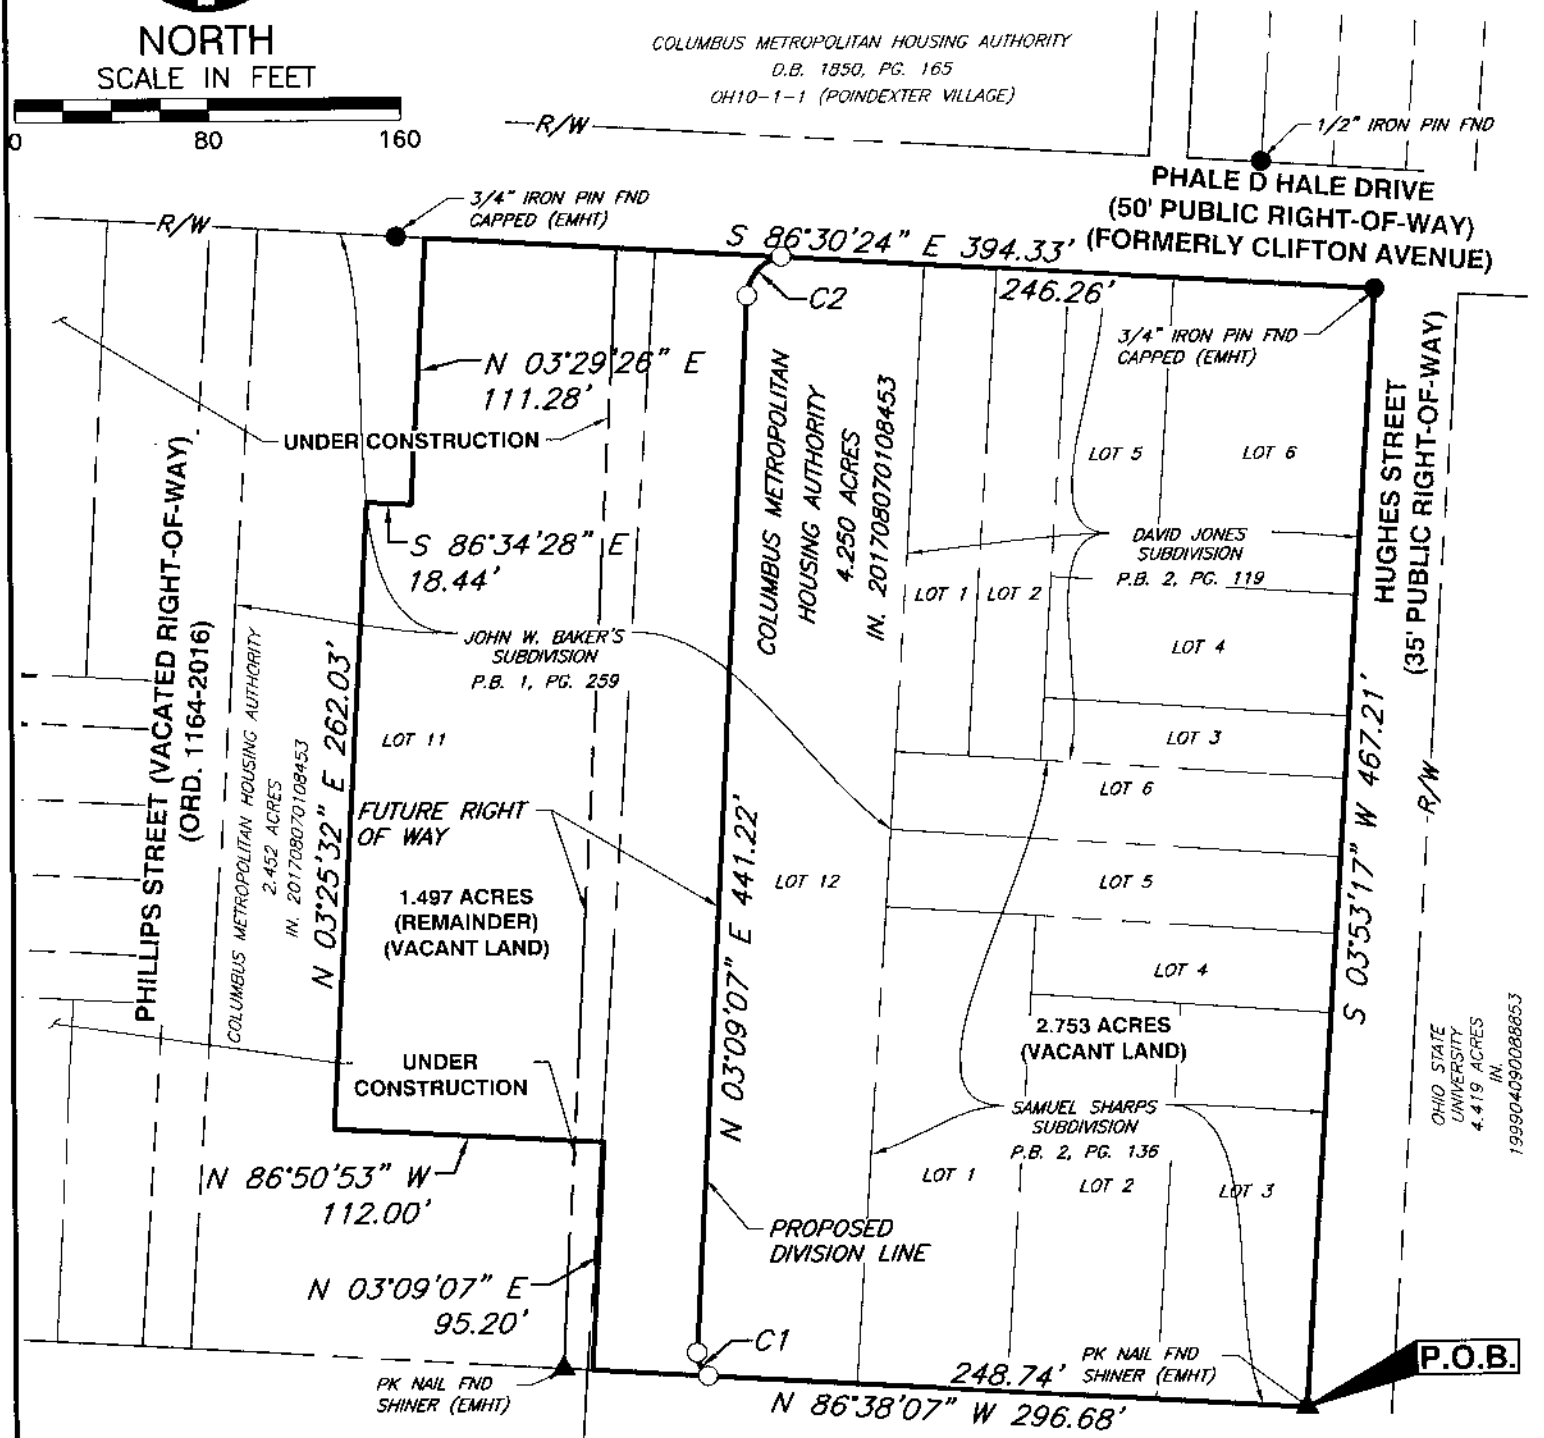 NORTH
SCALE IN FEET
0 80 160
COLUMBUS METROPOLITAN HOUSING AUTHORITY
D.B. 1850, PG. 165
OH10-1-1 (POINDEXTER VILLAGE)
R/W
1/2" IRON PIN FND
PHALE D HALE DRIVE
(50' PUBLIC RIGHT-OF-WAY)
(FORMERLY CLIFTON AVENUE)
3/4" IRON PIN FND
CAPPED (EMHT)
R/W
S 86°30'24" E 394.33'
246.26'
C2
3/4" IRON PIN FND
CAPPED (EMHT)
N 03°29'26" E
111.28'
UNDER CONSTRUCTION
S 86°34'28" E
18.44'
COLUMBUS METROPOLITAN
HOUSING AUTHORITY
4.250 ACRES
IN. 201708070108453
LOT 5
LOT 6
HUGHES STREET
(35' PUBLIC RIGHT-OF-WAY)
DAVID JONES
SUBDIVISION
P.B. 2, PG. 119
LOT 1
LOT 2
LOT 4
LOT 3
JOHN W. BAKER'S
SUBDIVISION
P.B. 1, PG. 259
PHILLIPS STREET (VACATED RIGHT-OF-WAY)
(ORD. 1164-2016)
COLUMBUS METROPOLITAN HOUSING AUTHORITY
2.452 ACRES
IN. 201708070108453
N 03°25'32" E 262.03'
LOT 11
FUTURE RIGHT
OF WAY
1.497 ACRES
(REMAINDER)
(VACANT LAND)
N 03°09'07" E 441.22'
LOT 12
LOT 6
LOT 5
LOT 4
S 03°53'17" W 467.21'
R/W
2.753 ACRES
(VACANT LAND)
OHIO STATE
UNIVERSITY
4.419 ACRES
IN.
199904090088853
UNDER
CONSTRUCTION
SAMUEL SHARPS
SUBDIVISION
P.B. 2, PG. 136
LOT 1
LOT 2
LOT 3
N 86°50'53" W
112.00'
PROPOSED
DIVISION LINE
N 03°09'07" E
95.20'
C1
PK NAIL FND
SHINER (EMHT)
248.74'
PK NAIL FND
SHINER (EMHT)
P.O.B.
N 86°38'07" W 296.68'